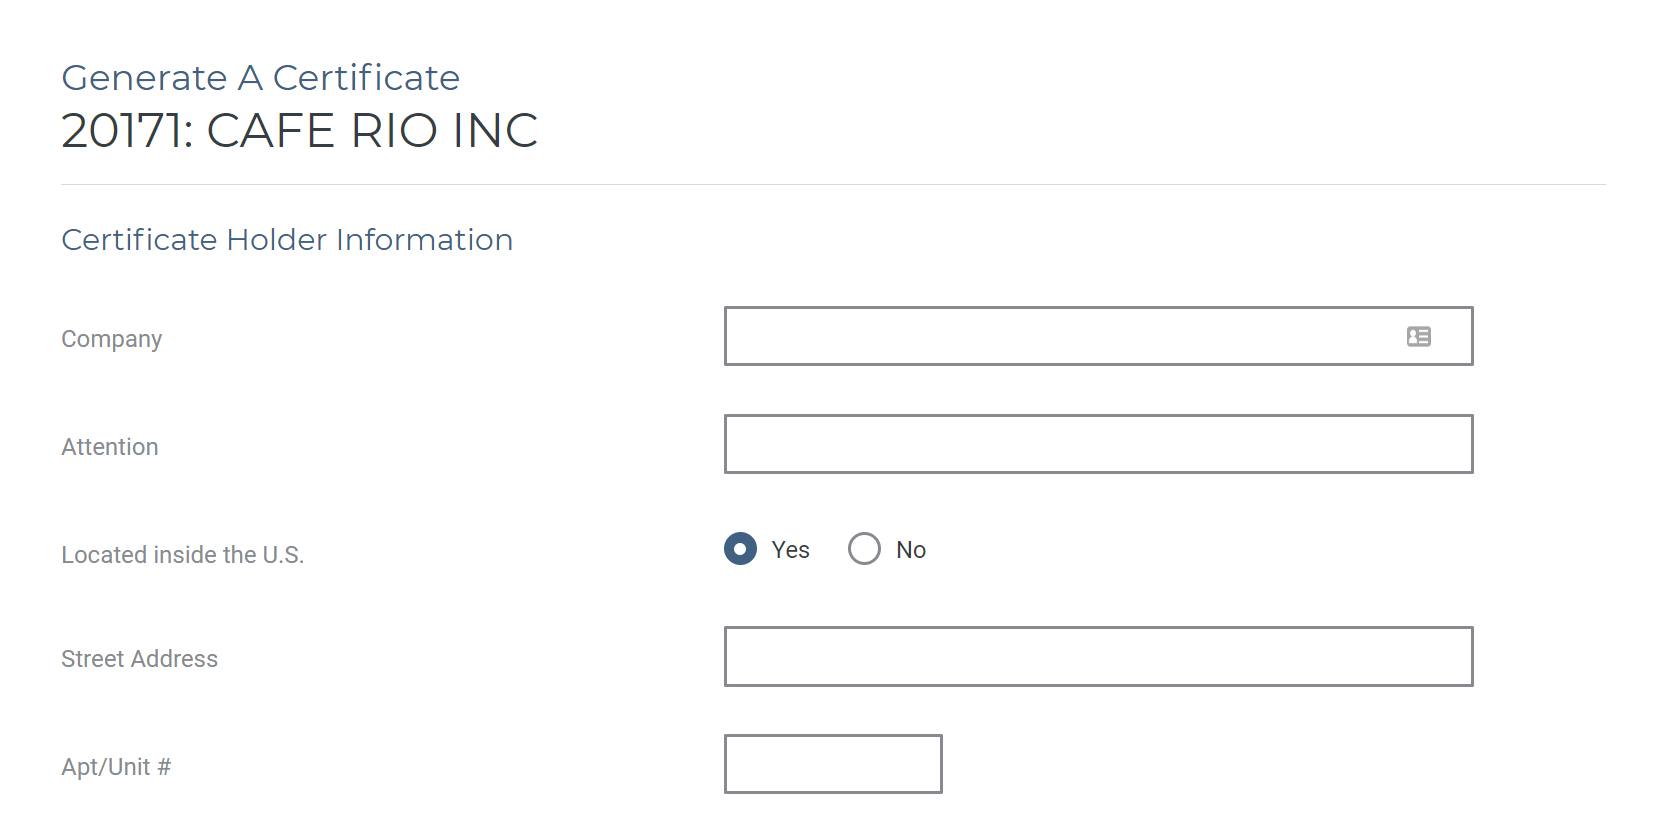 Generate A Certificate
20171: CAFE RIO INC
Certificate Holder Information
Company
Attention
Located inside the U.S.
Yes No
Street Address
Apt/Unit #